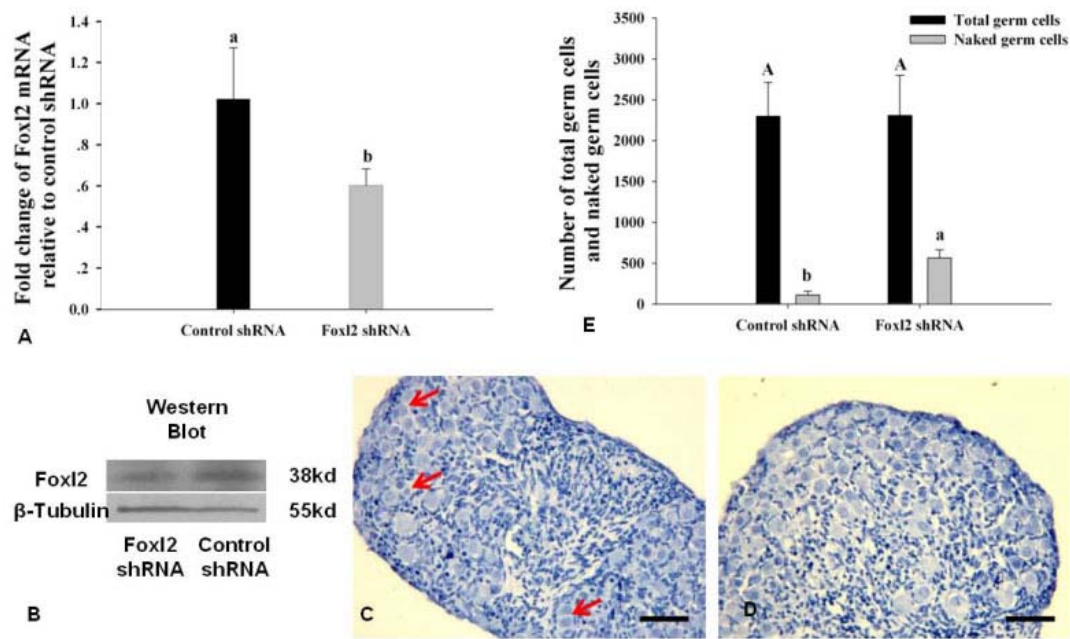 Fold change of Foxl2 mRNA
relative to control shRNA
1.4
1.2
1.0
.8
.6
.4
.2
0.0
a
b
Control shRNA
Foxl2 shRNA
A
Number of total germ cells
and naked germ cells
3500
3000
2500
2000
1500
1000
500
0
Total germ cells
Naked germ cells
A
b
A
a
Control shRNA
Foxl2 shRNA
E
Western
Blot
Foxl2
38kd
β-Tubulin
55kd
Foxl2
shRNA
Control
shRNA
B
C
D